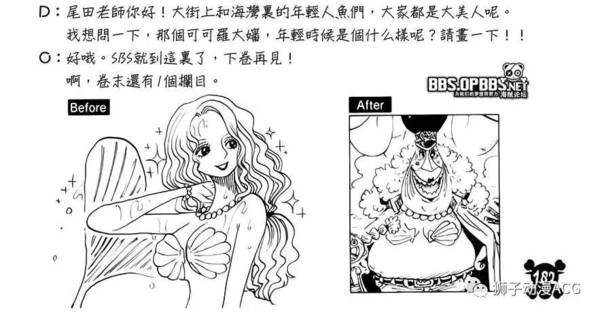 D：尾田老師你好！大街上和海灣裏的年輕人魚們，大家都是大美人呢。
我想問一下，那個可可羅大嬸，年輕時候是個什么樣呢？請畫一下！！
O：好哦。SBS就到這裏了，下卷再見！
啊，卷末還有1個欄目。
BBS.OPBBS.NET
Before
After
182
狮子动漫ACG